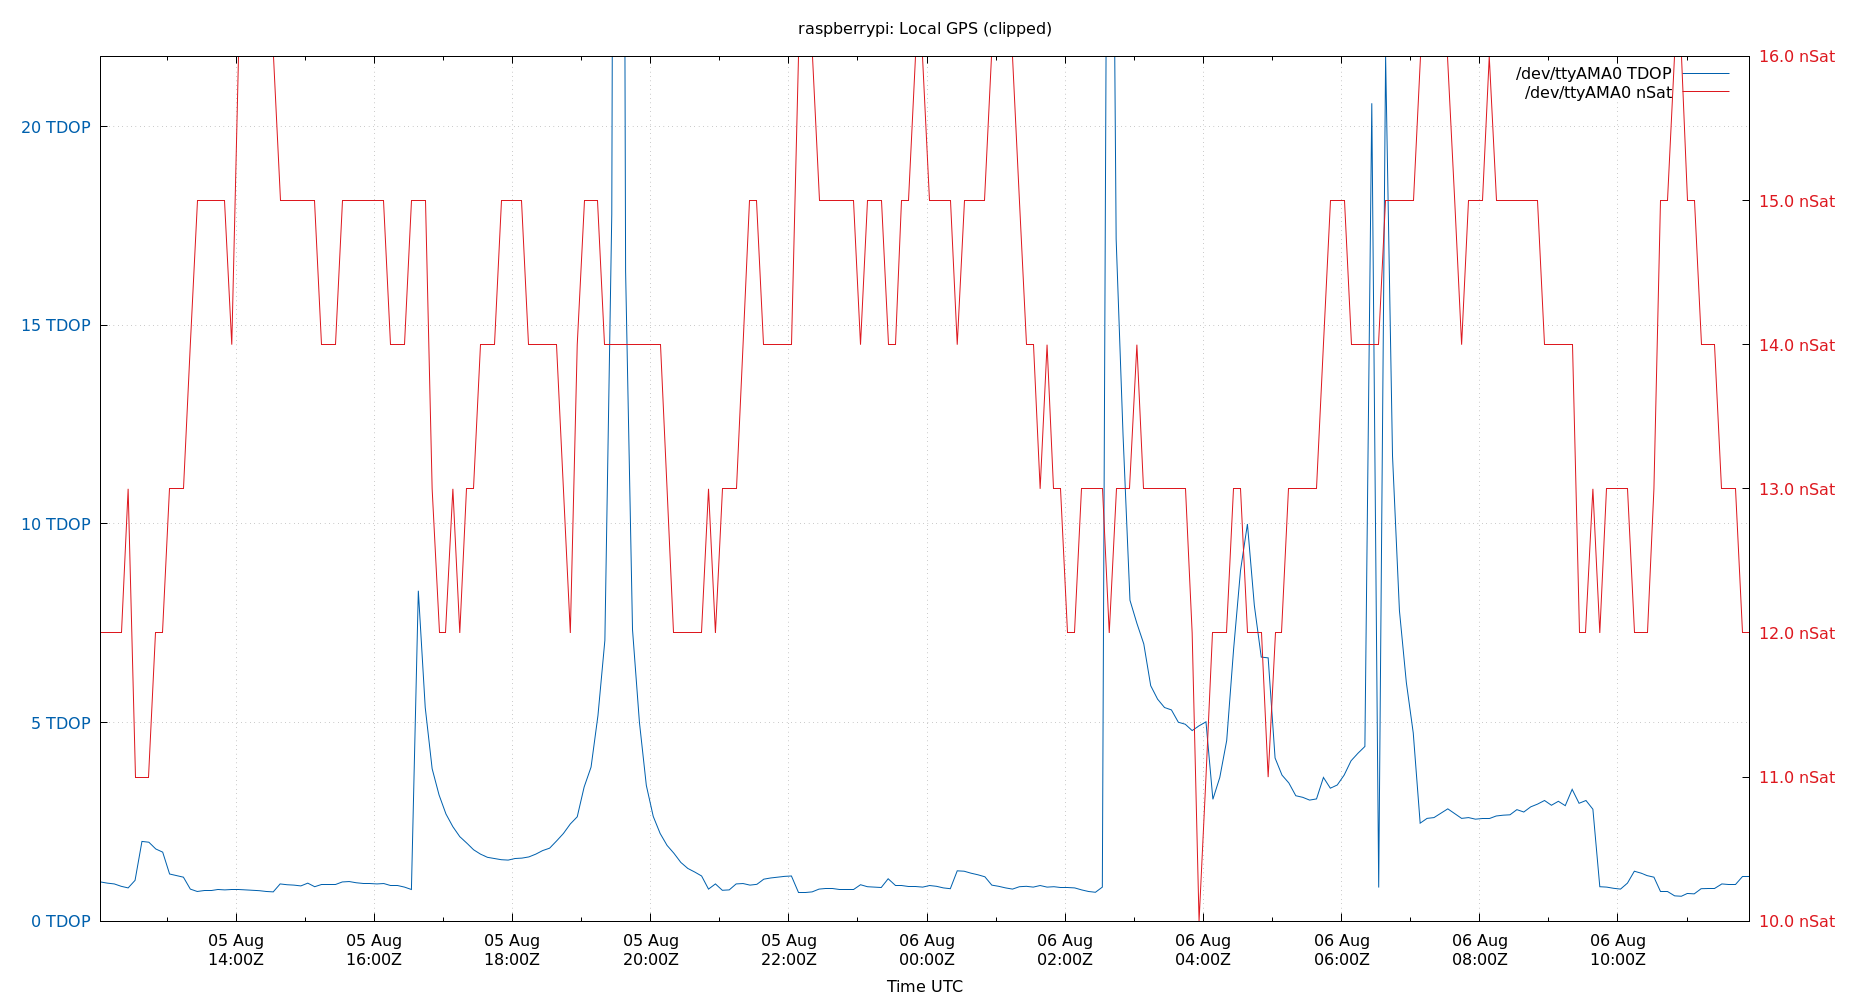 raspberrypi: Local GPS (clipped)
/dev/ttyAMA0 TDOP
/dev/ttyAMA0 nSat
20 TDOP
15 TDOP
10 TDOP
5 TDOP
0 TDOP
16.0 nSat
15.0 nSat
14.0 nSat
13.0 nSat
12.0 nSat
11.0 nSat
10.0 nSat
05 Aug 05 Aug 05 Aug 05 Aug 05 Aug 06 Aug 06 Aug 06 Aug 06 Aug 06 Aug 06 Aug
14:00Z 16:00Z 18:00Z 20:00Z 22:00Z 00:00Z 02:00Z 04:00Z 06:00Z 08:00Z 10:00Z
Time UTC